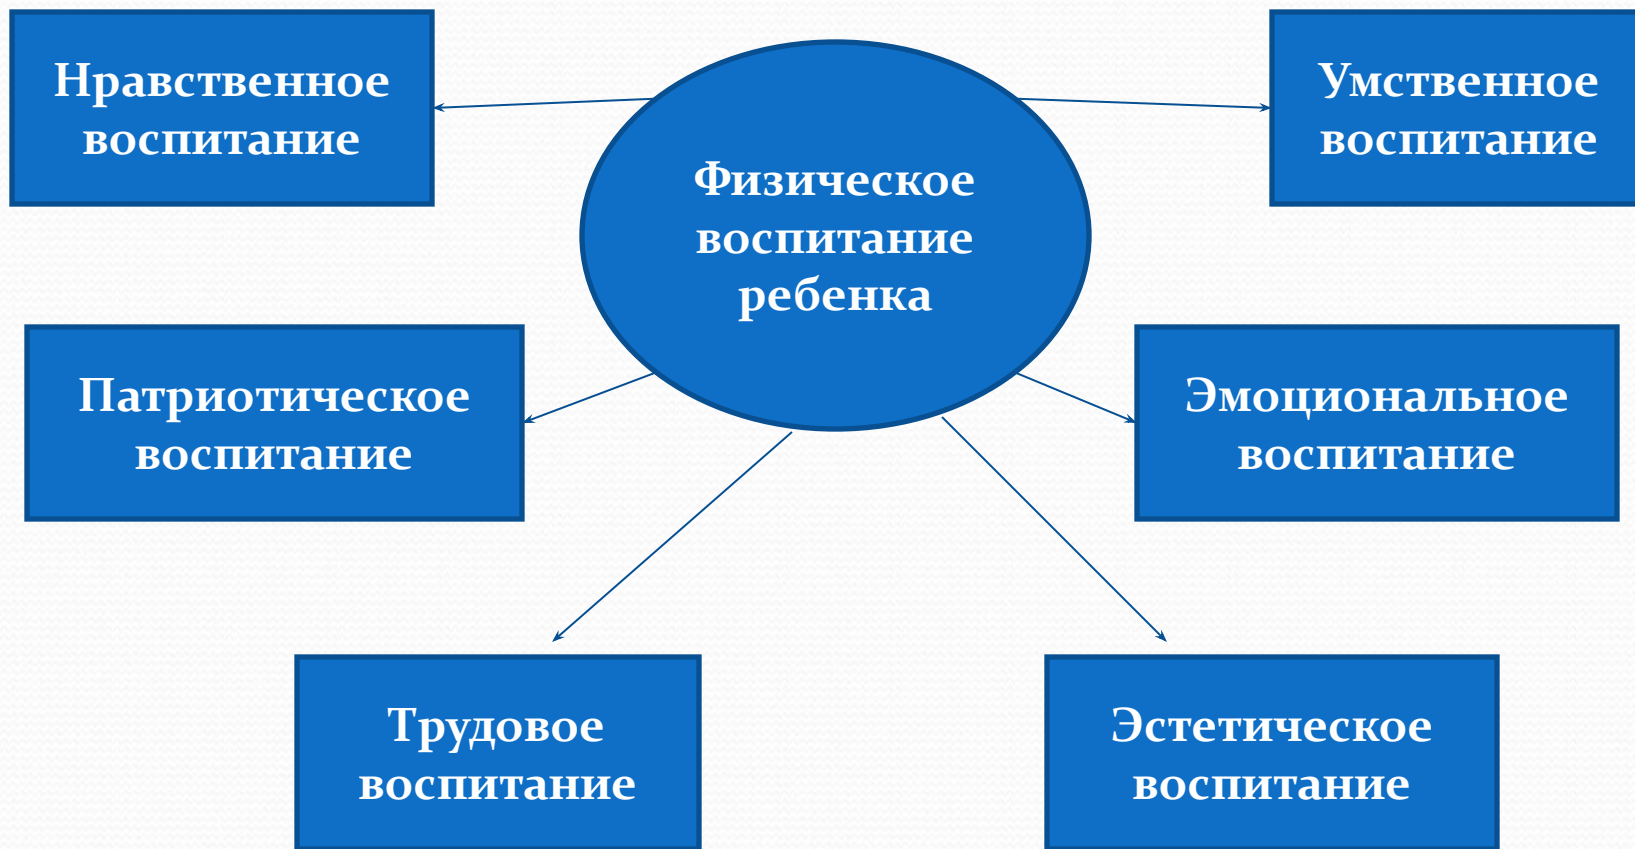 Нравственное
воспитание
Умственное
воспитание
Физическое
воспитание
ребенка
Патриотическое
воспитание
Эмоциональное
воспитание
Трудовое
воспитание
Эстетическое
воспитание